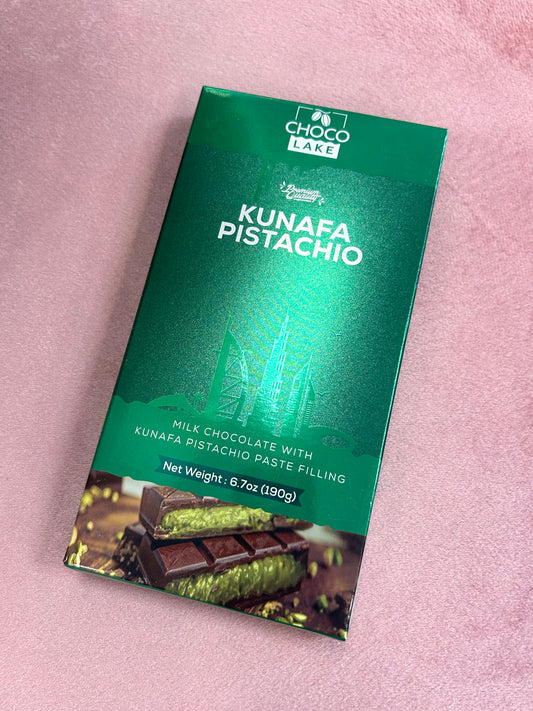 CHOCO
LAKE
Premium
Quality
KUNAFA
PISTACHIO
MILK CHOCOLATE WITH
KUNAFA PISTACHIO PASTE FILLING
Net Weight : 6.7oz (190g)